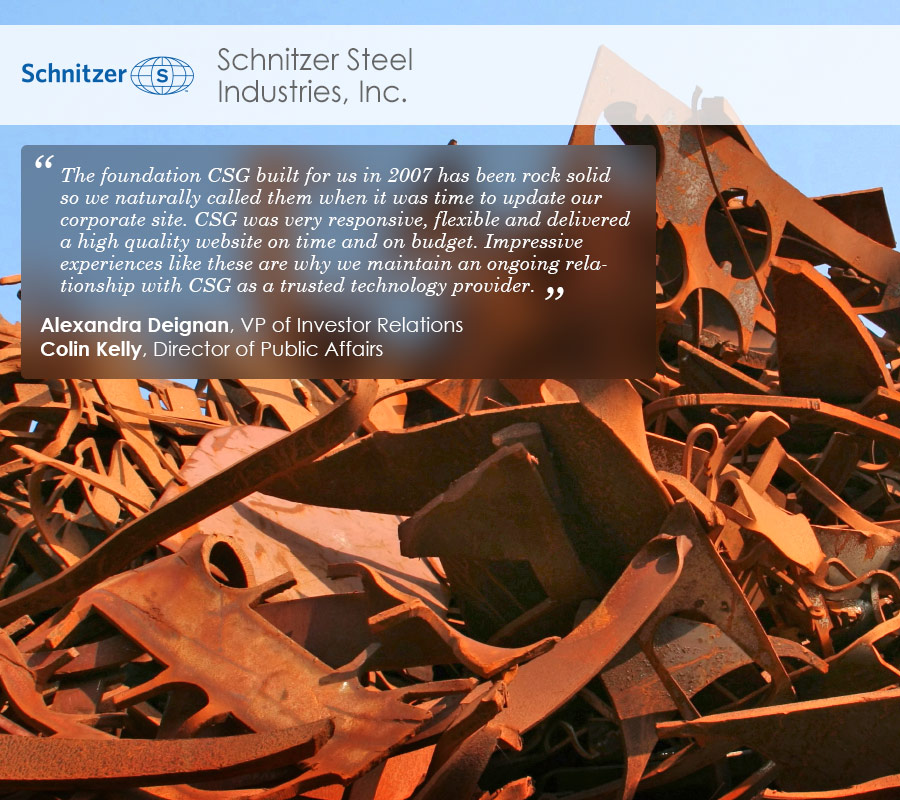 Schnitzer S
Schnitzer Steel
Industries, Inc.
“ The foundation CSG built for us in 2007 has been rock solid
so we naturally called them when it was time to update our
corporate site. CSG was very responsive, flexible and delivered
a high quality website on time and on budget. Impressive
experiences like these are why we maintain an ongoing rela-
tionship with CSG as a trusted technology provider. ”
Alexandra Deignan, VP of Investor Relations
Colin Kelly, Director of Public Affairs